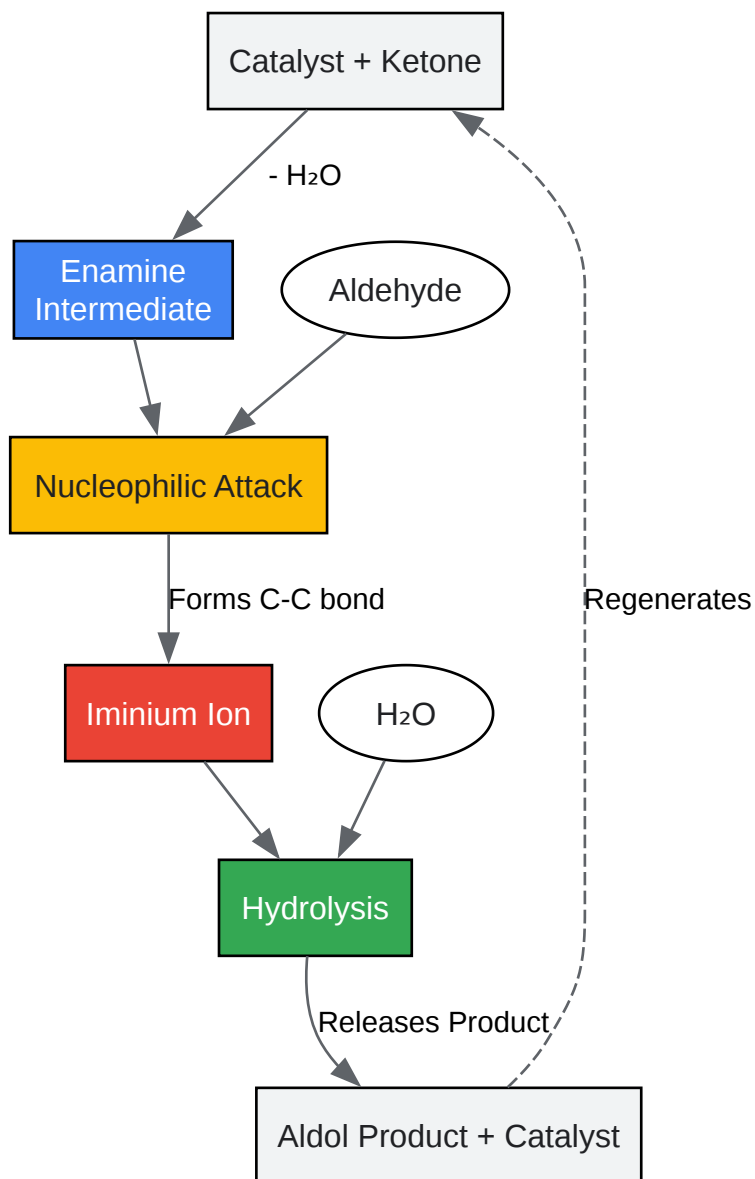 Catalyst + Ketone
- H₂O
Enamine
Intermediate
Aldehyde
Nucleophilic Attack
Forms C-C bond
Regenerates
Iminium Ion
H₂O
Hydrolysis
Releases Product
Aldol Product + Catalyst